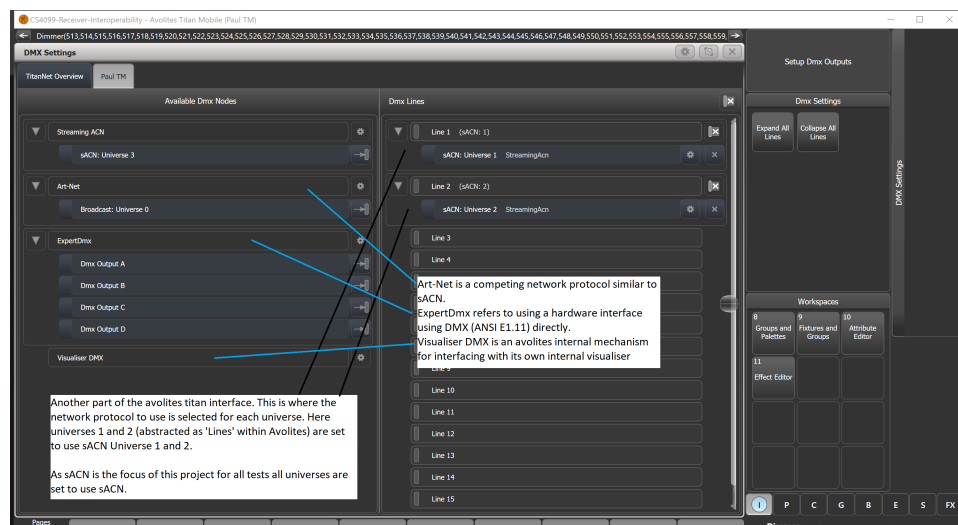 CS4099-Receiver-Interoperability - Avolites Titan Mobile (Paul TM)
Dimmer(513,514,515,516,517,518,519,520,521,522,523,524,525,526,527,528,529,530,531,532,533,534,535,536,537,538,539,540,541,542,543,544,545,546,547,548,549,550,551,552,553,554,555,556,557,558,559,
DMX Settings
TitanNet Overview
Paul TM
Available Dmx Nodes
Streaming ACN
sACN: Universe 3
Art-Net
Broadcast: Universe 0
ExpertDmx
Dmx Output A
Dmx Output B
Dmx Output C
Dmx Output D
Visualiser DMX
Dmx Lines
Line 1 (sACN: 1)
sACN: Universe 1 StreamingAcn
Line 2 (sACN: 2)
sACN: Universe 2 StreamingAcn
Line 3
Line 4
Line 9
Line 10
Line 11
Line 12
Line 13
Line 14
Line 15
Art-Net is a competing network protocol similar to
sACN.
ExpertDmx refers to using a hardware interface
using DMX (ANSI E1.11) directly.
Visualiser DMX is an avolites internal mechanism
for interfacing with its own internal visualiser
Another part of the avolites titan interface. This is where the
network protocol to use is selected for each universe. Here
universes 1 and 2 (abstracted as 'Lines' within Avolites) are set
to use sACN Universe 1 and 2.
As sACN is the focus of this project for all tests all universes are
set to use sACN.
Setup Dmx Outputs
Dmx Settings
Expand All
Lines
Collapse All
Lines
DMX Settings
Workspaces
8
Groups and
Palettes
9
Fixtures and
Groups
10
Attribute
Editor
11
Effect Editor
I P C G B E S FX
Pages